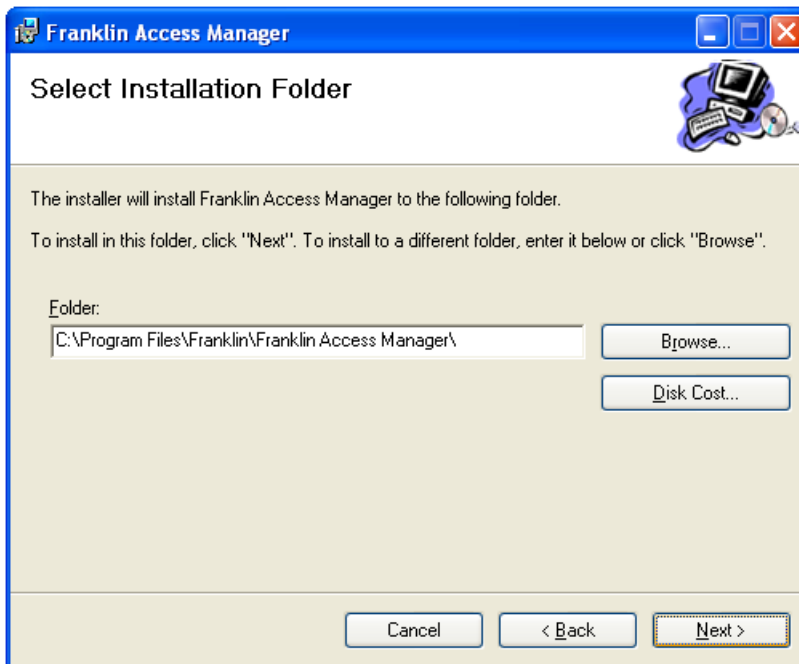 Franklin Access Manager
Select Installation Folder
The installer will install Franklin Access Manager to the following folder.
To install in this folder, click "Next". To install to a different folder, enter it below or click "Browse".
Folder:
C:\Program Files\Franklin\Franklin Access Manager\
Browse...
Disk Cost...
Cancel
< Back
Next >